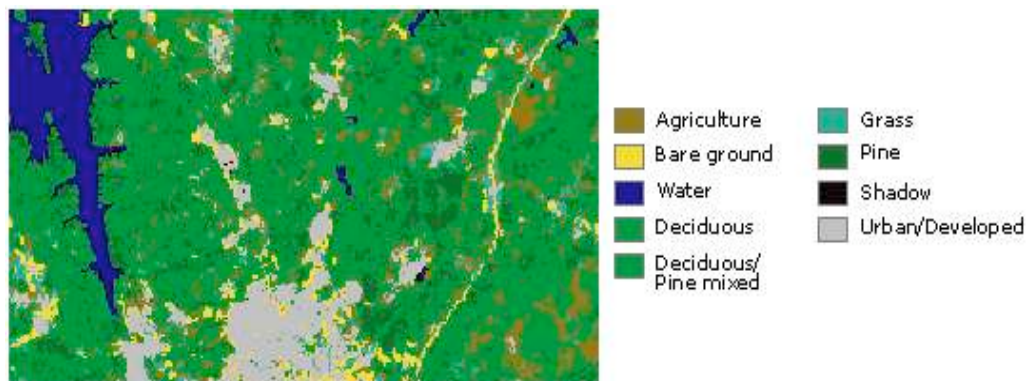 Agriculture
Bare ground
Water
Deciduous
Deciduous/
Pine mixed
Grass
Pine
Shadow
Urban/Developed